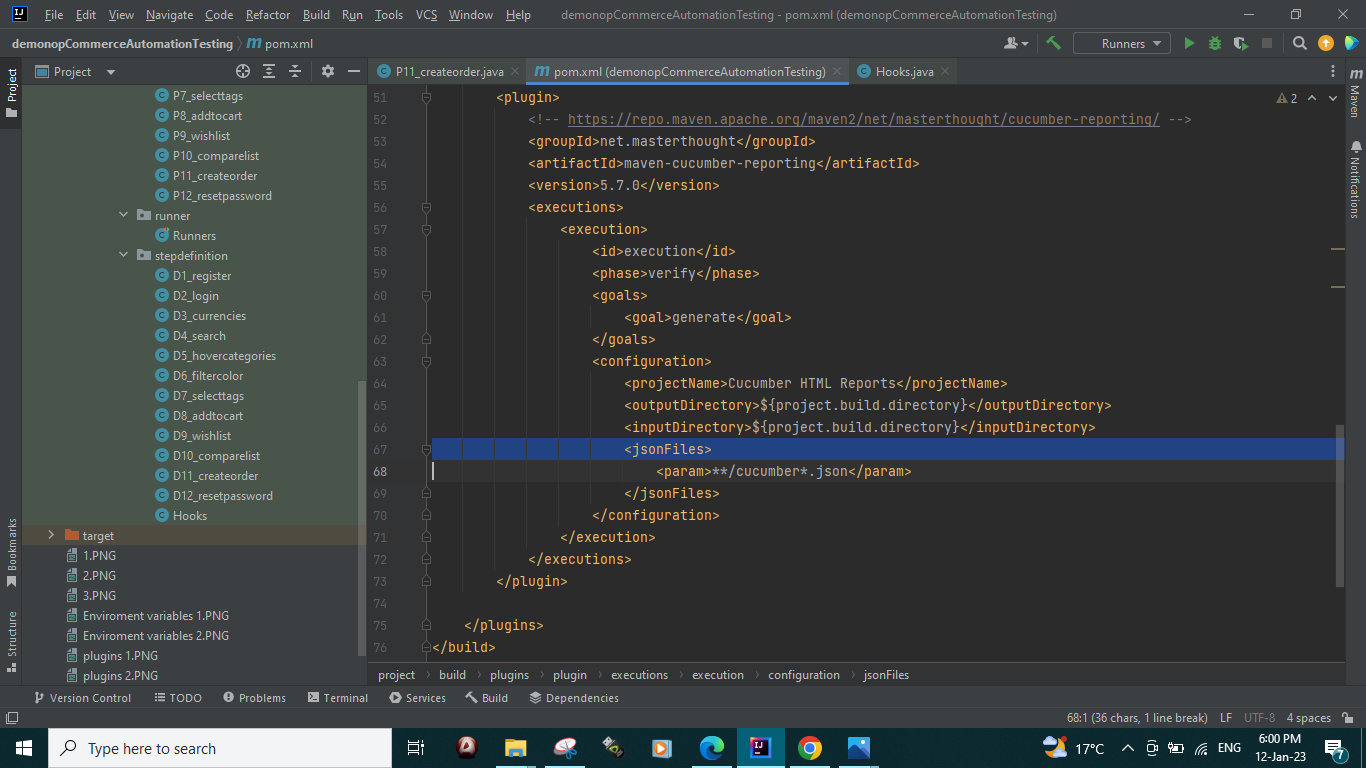 File Edit View Navigate Code Refactor Build Run Tools VCS Window Help demonopCommerceAutomationTesting - pom.xml (demonopCommerceAutomationTesting)
demonopCommerceAutomationTesting pom.xml Runners
Project
P11_createorder.java pom.xml (demonopCommerceAutomationTesting) Hooks.java
Project
Bookmarks
Structure
P7_selecttags
P8_addtocart
P9_wishlist
P10_comparelist
P11_createorder
P12_resetpassword
runner
Runners
stepdefinition
D1_register
D2_login
D3_currencies
D4_search
D5_hovercategories
D6_filtercolor
D7_selecttags
D8_addtocart
D9_wishlist
D10_comparelist
D11_createorder
D12_resetpassword
Hooks
target
1.PNG
2.PNG
3.PNG
Enviroment variables 1.PNG
Enviroment variables 2.PNG
plugins 1.PNG
plugins 2.PNG
51 <plugin>
52 <!-- https://repo.maven.apache.org/maven2/net/masterthought/cucumber-reporting/ -->
53 <groupId>net.masterthought</groupId>
54 <artifactId>maven-cucumber-reporting</artifactId>
55 <version>5.7.0</version>
56 <executions>
57 <execution>
58 <id>execution</id>
59 <phase>verify</phase>
60 <goals>
61 <goal>generate</goal>
62 </goals>
63 <configuration>
64 <projectName>Cucumber HTML Reports</projectName>
65 <outputDirectory>${project.build.directory}</outputDirectory>
66 <inputDirectory>${project.build.directory}</inputDirectory>
67 <jsonFiles>
68 <param>**/cucumber*.json</param>
69 </jsonFiles>
70 </configuration>
71 </execution>
72 </executions>
73 </plugin>
74
75 </plugins>
76 </build>
2
Maven
Notifications
project build plugins plugin executions execution configuration jsonFiles
Version Control TODO Problems Terminal Services Build Dependencies
68:1 (36 chars, 1 line break) LF UTF-8 4 spaces
Type here to search
17°C ENG
6:00 PM
12-Jan-23
7